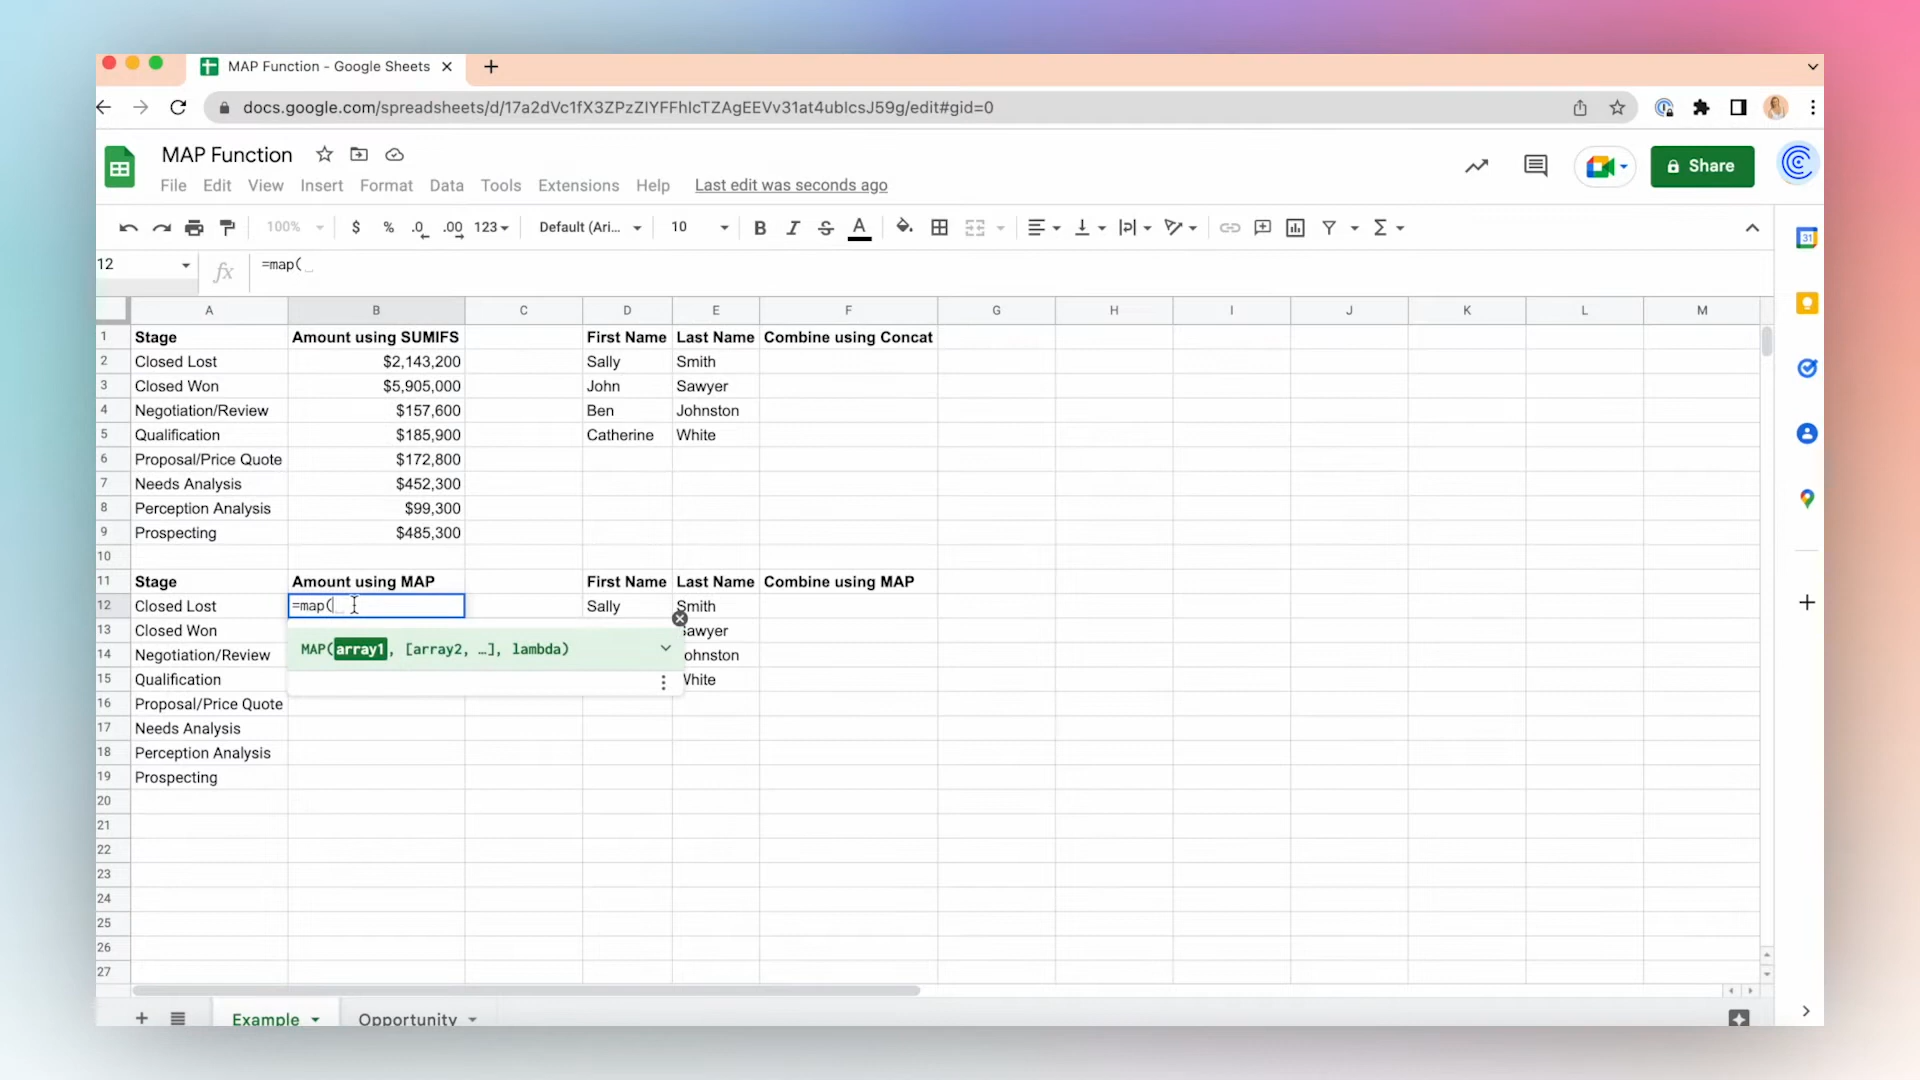 MAP Function - Google Sheets
docs.google.com/spreadsheets/d/17a2dVc1fX3ZPzZIYFFhIcTZAgEEVv31at4ublcsJ59g/edit#gid=0
MAP Function
Share
File Edit View Insert Format Data Tools Extensions Help Last edit was seconds ago
100% $ % .0 .00 123 Default (Ari... 10 B I S A Σ
31
12 fx =map(
A B C D E F G H I J K L M
1 Stage Amount using SUMIFS First Name Last Name Combine using Concat
2 Closed Lost $2,143,200 Sally Smith
3 Closed Won $5,905,000 John Sawyer
4 Negotiation/Review $157,600 Ben Johnston
5 Qualification $185,900 Catherine White
6 Proposal/Price Quote $172,800
7 Needs Analysis $452,300
8 Perception Analysis $99,300
9 Prospecting $485,300
10
11 Stage Amount using MAP First Name Last Name Combine using MAP
12 Closed Lost =map( Sally Smith
13 Closed Won awyer
14 Negotiation/Review MAP(array1, [array2, …], lambda) ohnston
15 Qualification White
16 Proposal/Price Quote
17 Needs Analysis
18 Perception Analysis
19 Prospecting
20
21
22
23
24
25
26
27
Example Opportunity